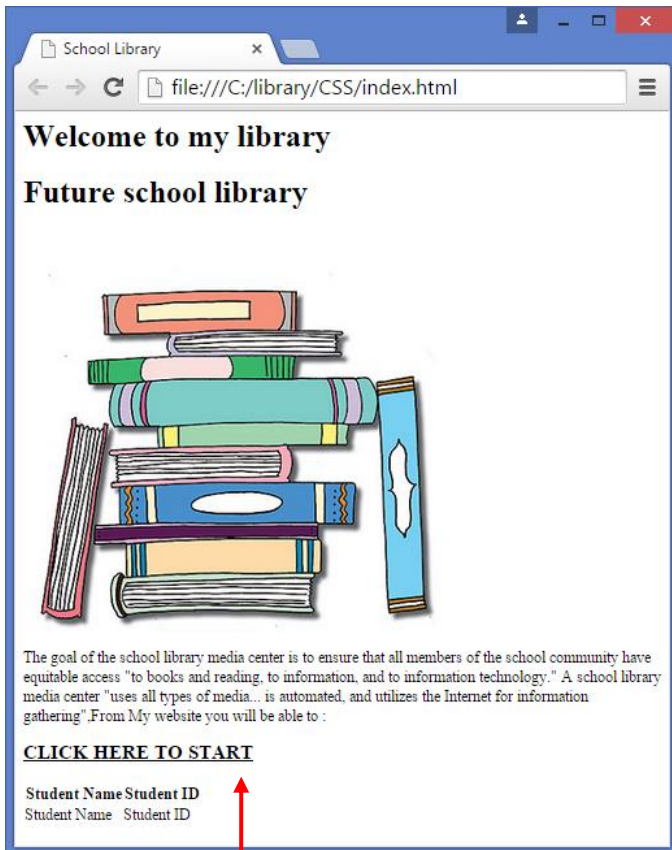 School Library
file:///C:/library/CSS/index.html
Welcome to my library
Future school library
The goal of the school library media center is to ensure that all members of the school community have
equitable access "to books and reading, to information, and to information technology." A school library
media center "uses all types of media... is automated, and utilizes the Internet for information
gathering",From My website you will be able to :
CLICK HERE TO START
Student Name Student ID
Student Name Student ID